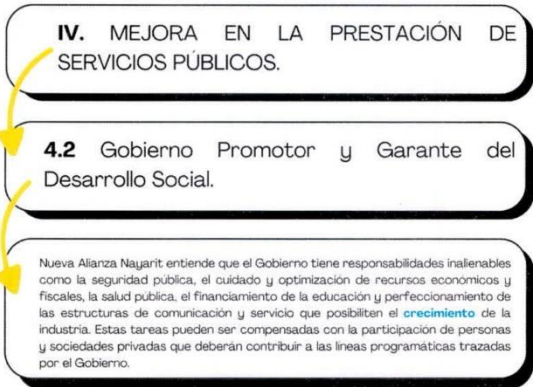 IV. MEJORA EN LA PRESTACIÓN DE
SERVICIOS PÚBLICOS.
4.2 Gobierno Promotor y Garante del
Desarrollo Social.
Nueva Alianza Nayarit entiende que el Gobierno tiene responsabilidades inalienables
como la seguridad pública, el cuidado y optimización de recursos económicos y
fiscales, la salud pública, el financiamiento de la educación y perfeccionamiento de
las estructuras de comunicación y servicio que posibiliten el crecimiento de la
industria. Estas tareas pueden ser compensadas con la participación de personas
y sociedades privadas que deberán contribuir a las líneas programáticas trazadas
por el Gobierno.